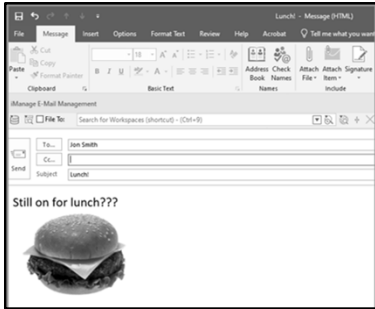 Lunch! - Message (HTML)
File Message Insert Options Format Text Review Help Acrobat Tell me what you want
Paste
Cut
Copy
Format Painter
Clipboard
18 A A
B I U A
Basic Text
Address Book
Check Names
Names
Attach File
Attach Item
Signature
Include
iManage E-Mail Management
File To: Search for Workspaces (shortcut) - (Ctrl+9)
Send
To... Jon Smith
Cc...
Subject Lunch!
Still on for lunch???